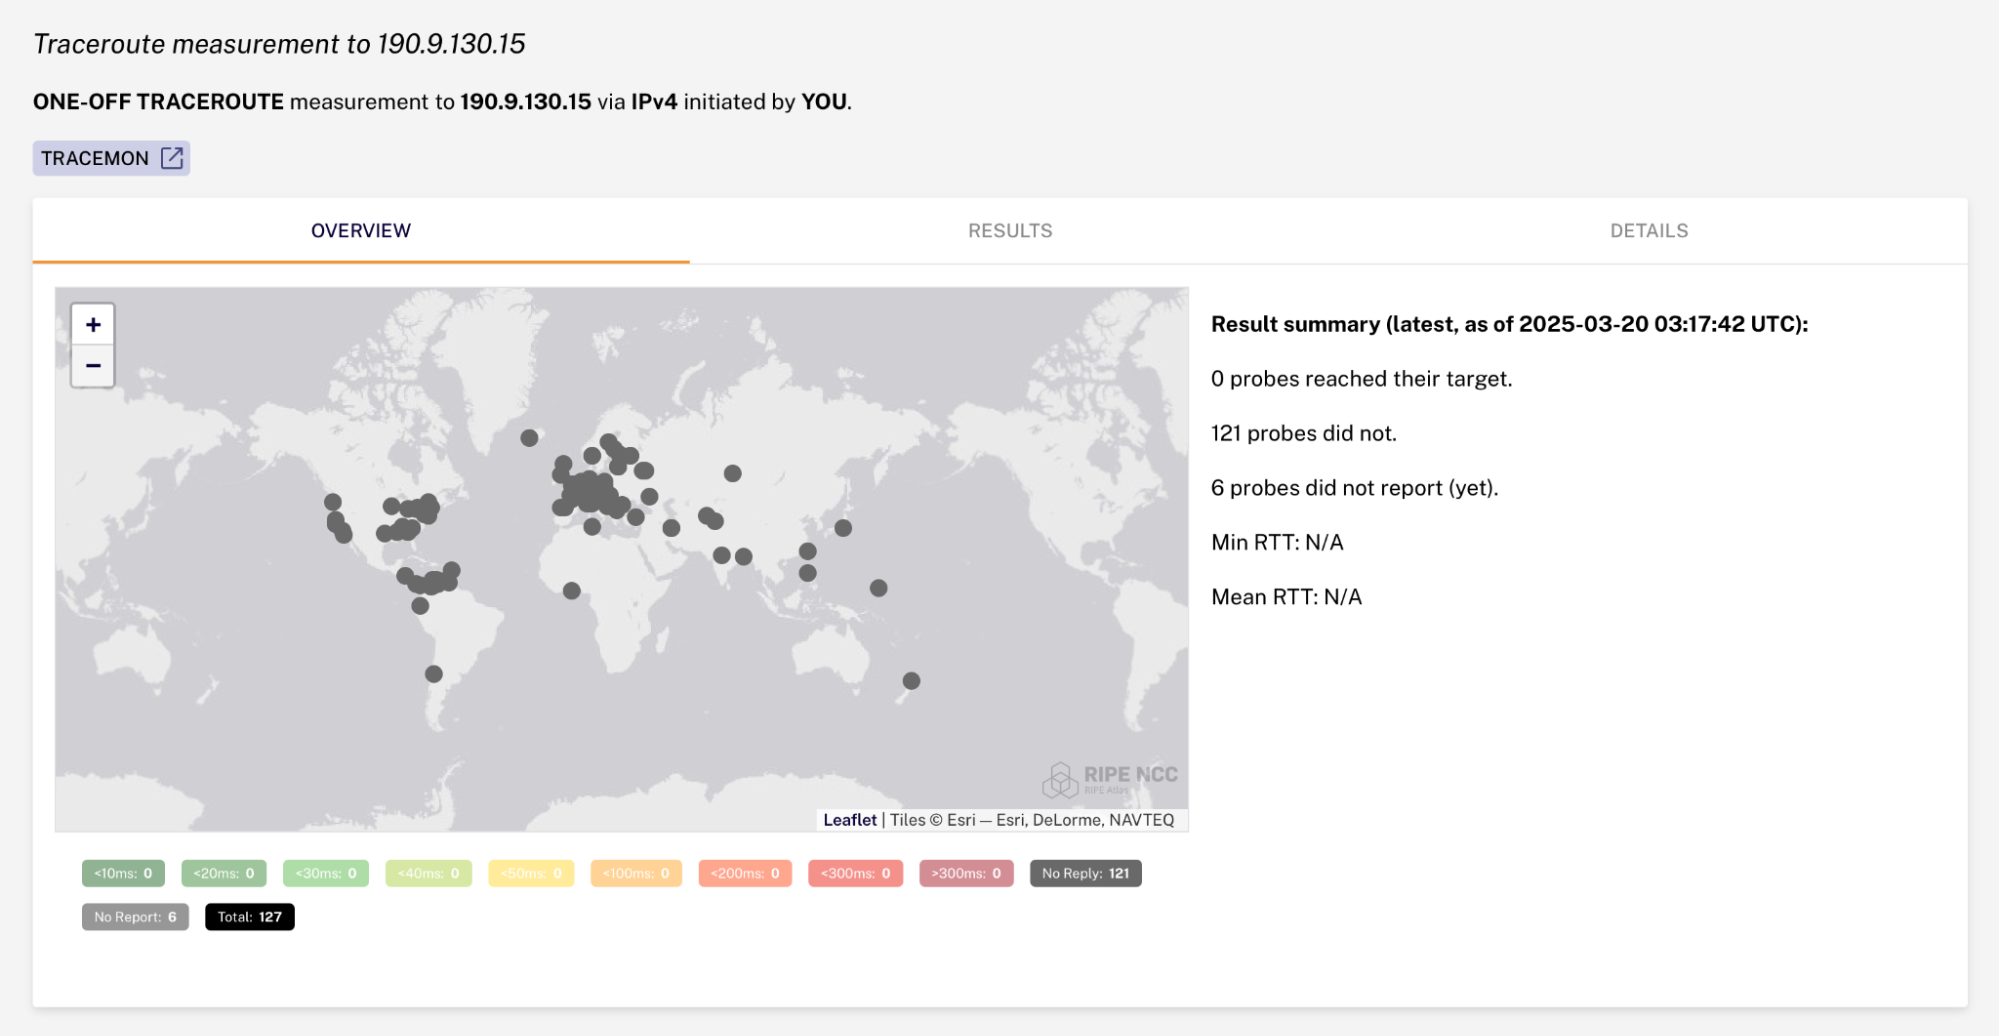 Traceroute measurement to 190.9.130.15
ONE-OFF TRACEROUTE measurement to 190.9.130.15 via IPv4 initiated by YOU.
TRACEMON
OVERVIEW RESULTS DETAILS
+
−
Result summary (latest, as of 2025-03-20 03:17:42 UTC):
0 probes reached their target.
121 probes did not.
6 probes did not report (yet).
Min RTT: N/A
Mean RTT: N/A
RIPE NCC
RIPE Atlas
Leaflet | Tiles © Esri — Esri, DeLorme, NAVTEQ
<10ms: 0 <20ms: 0 <30ms: 0 <40ms: 0 <50ms: 0 <100ms: 0 <200ms: 0 <300ms: 0 >300ms: 0 No Reply: 121
No Report: 6 Total: 127